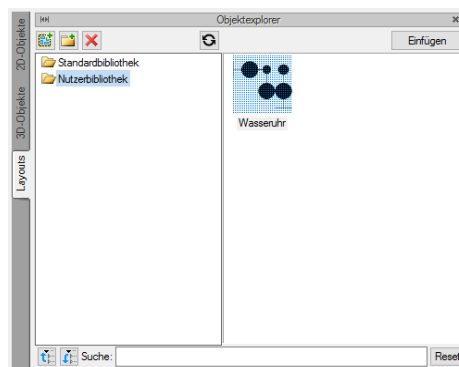 Objektexplorer
2D-Objekte
3D-Objekte
Layouts
Einfügen
Standardbibliothek
Nutzerbibliothek
Wasseruhr
Suche:
Reset